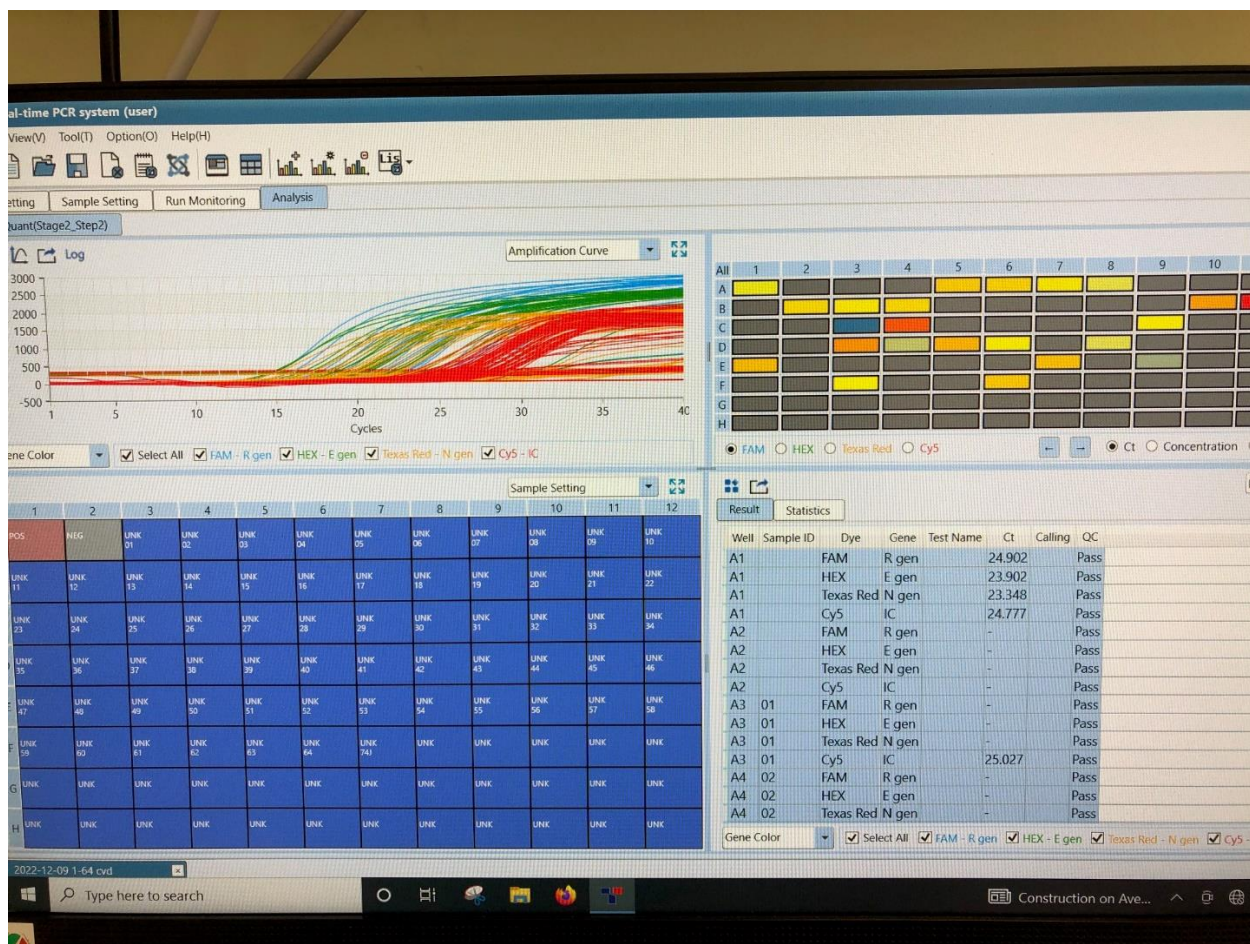 al-time PCR system (user)
View(V) Tool(T) Option(O) Help(H)
Lis
etting Sample Setting Run Monitoring Analysis
Quant(Stage2_Step2)
Log Amplification Curve
3000
2500
2000
1500
1000
500
0
-500
1 5 10 15 20 25 30 35 40
Cycles
ene Color Select All FAM - R gen HEX - E gen Texas Red - N gen Cy5 - IC
All 1 2 3 4 5 6 7 8 9 10
A
B
C
D
E
F
G
H
FAM HEX Texas Red Cy5 Ct Concentration
Sample Setting
1 2 3 4 5 6 7 8 9 10 11 12
POS NEG UNK UNK UNK UNK UNK UNK UNK UNK UNK UNK
01 02 03 04 05 06 07 08 09 10
UNK UNK UNK UNK UNK UNK UNK UNK UNK UNK UNK UNK
11 12 13 14 15 16 17 18 19 20 21 22
UNK UNK UNK UNK UNK UNK UNK UNK UNK UNK UNK UNK
23 24 25 26 27 28 29 30 31 32 33 34
UNK UNK UNK UNK UNK UNK UNK UNK UNK UNK UNK UNK
35 36 37 38 39 40 41 42 43 44 45 46
UNK UNK UNK UNK UNK UNK UNK UNK UNK UNK UNK UNK
47 48 49 50 51 52 53 54 55 56 57 58
F UNK UNK UNK UNK UNK UNK UNK UNK UNK UNK UNK UNK
59 60 61 62 63 64 74J
G UNK UNK UNK UNK UNK UNK UNK UNK UNK UNK UNK UNK
H UNK UNK UNK UNK UNK UNK UNK UNK UNK UNK UNK UNK
Result Statistics
Well Sample ID Dye Gene Test Name Ct Calling QC
A1 FAM R gen 24.902 Pass
A1 HEX E gen 23.902 Pass
A1 Texas Red N gen 23.348 Pass
A1 Cy5 IC 24.777 Pass
A2 FAM R gen - Pass
A2 HEX E gen - Pass
A2 Texas Red N gen - Pass
A2 Cy5 IC - Pass
A3 01 FAM R gen - Pass
A3 01 HEX E gen - Pass
A3 01 Texas Red N gen - Pass
A3 01 Cy5 IC 25.027 Pass
A4 02 FAM R gen - Pass
A4 02 HEX E gen - Pass
A4 02 Texas Red N gen - Pass
Gene Color Select All FAM - R gen HEX - E gen Texas Red - N gen Cy5 -
2022-12-09 1-64 cvd
Type here to search
Construction on Ave...